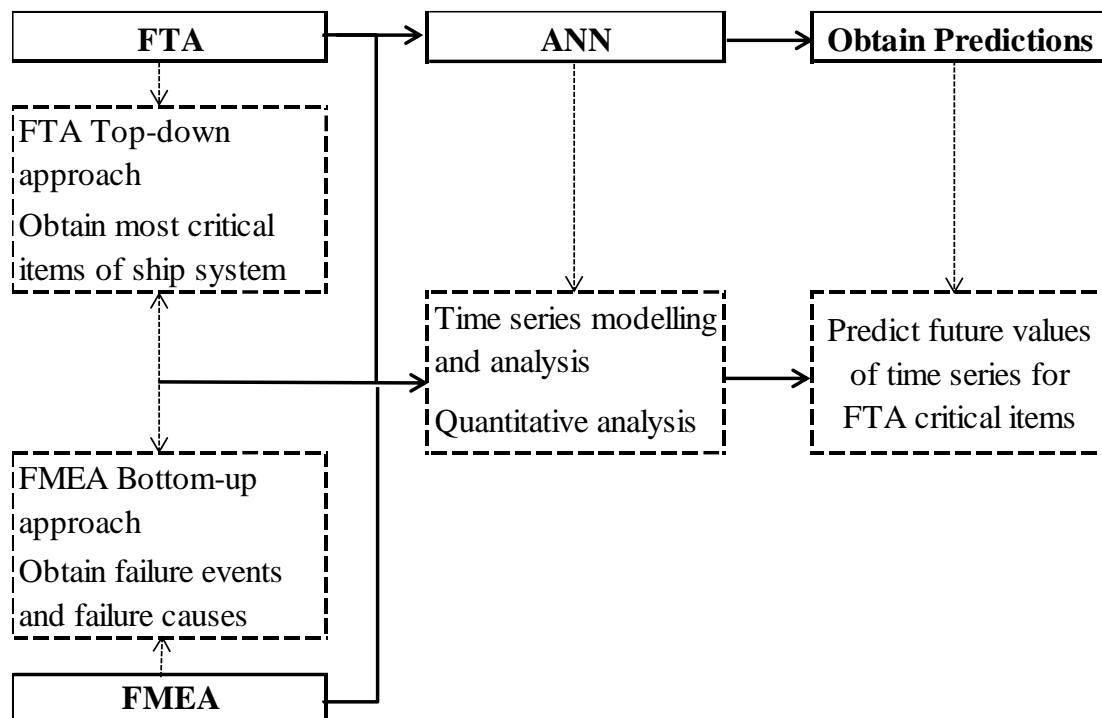 FTA
ANN
Obtain Predictions
FTA Top-down
approach
Obtain most critical
items of ship system
Time series modelling
and analysis
Quantitative analysis
Predict future values
of time series for
FTA critical items
FMEA Bottom-up
approach
Obtain failure events
and failure causes
FMEA